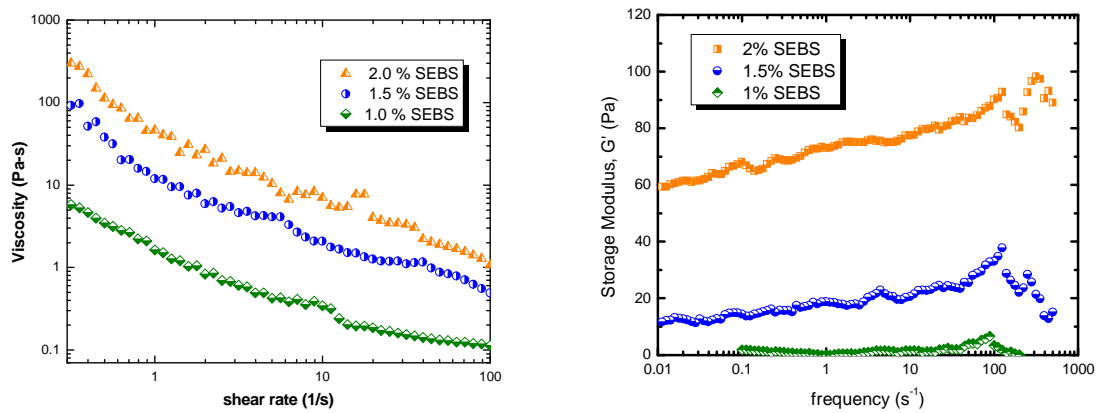 1000
100
10
1
0.1
Viscosity (Pa-s)
2.0 % SEBS
1.5 % SEBS
1.0 % SEBS
1
10
100
shear rate (1/s)
120
100
80
60
40
20
0
Storage Modulus, G' (Pa)
2% SEBS
1.5% SEBS
1% SEBS
0.01
0.1
1
10
100
1000
frequency (s⁻¹)